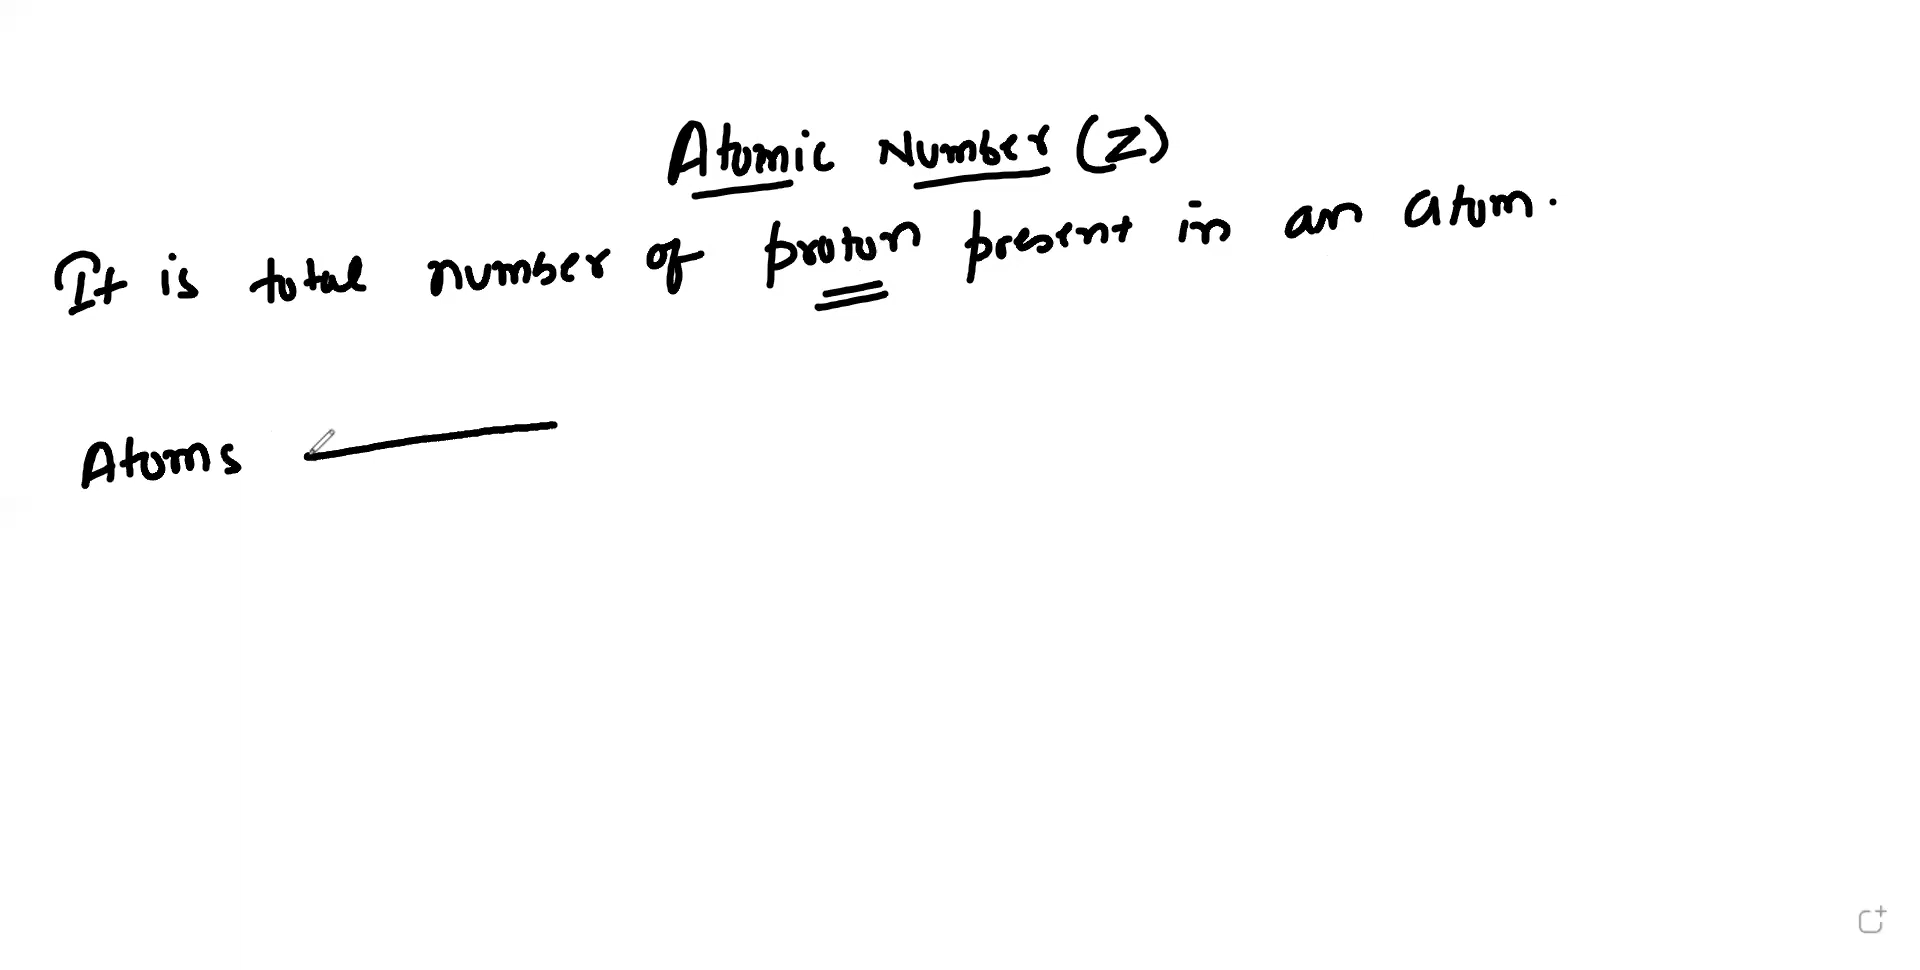 Atomic Number (Z)
It is total number of proton present in an atom.
Atoms